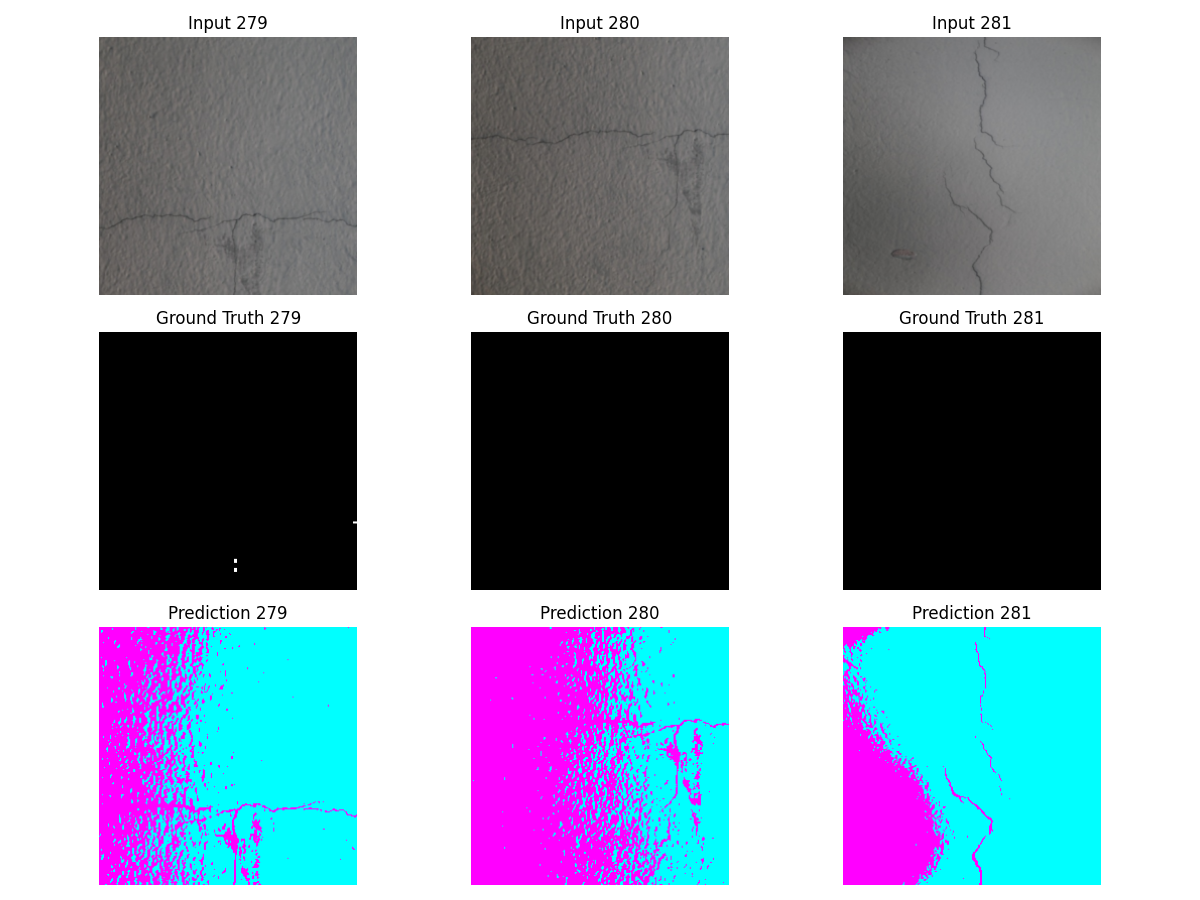 Input 279
Input 280
Input 281
Ground Truth 279
Ground Truth 280
Ground Truth 281
Prediction 279
Prediction 280
Prediction 281